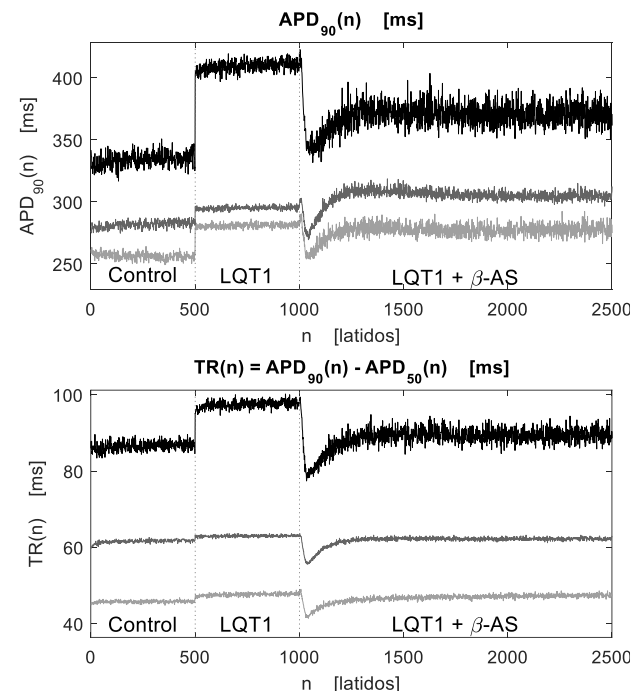 APD90(n) [ms]
APD90(n) [ms]
400
350
300
250
Control LQT1 LQT1 + β-AS
0 500 1000 1500 2000 2500
n [latidos]
TR(n) = APD90(n) - APD50(n) [ms]
TR(n) [ms]
100
80
60
40
Control LQT1 LQT1 + β-AS
0 500 1000 1500 2000 2500
n [latidos]